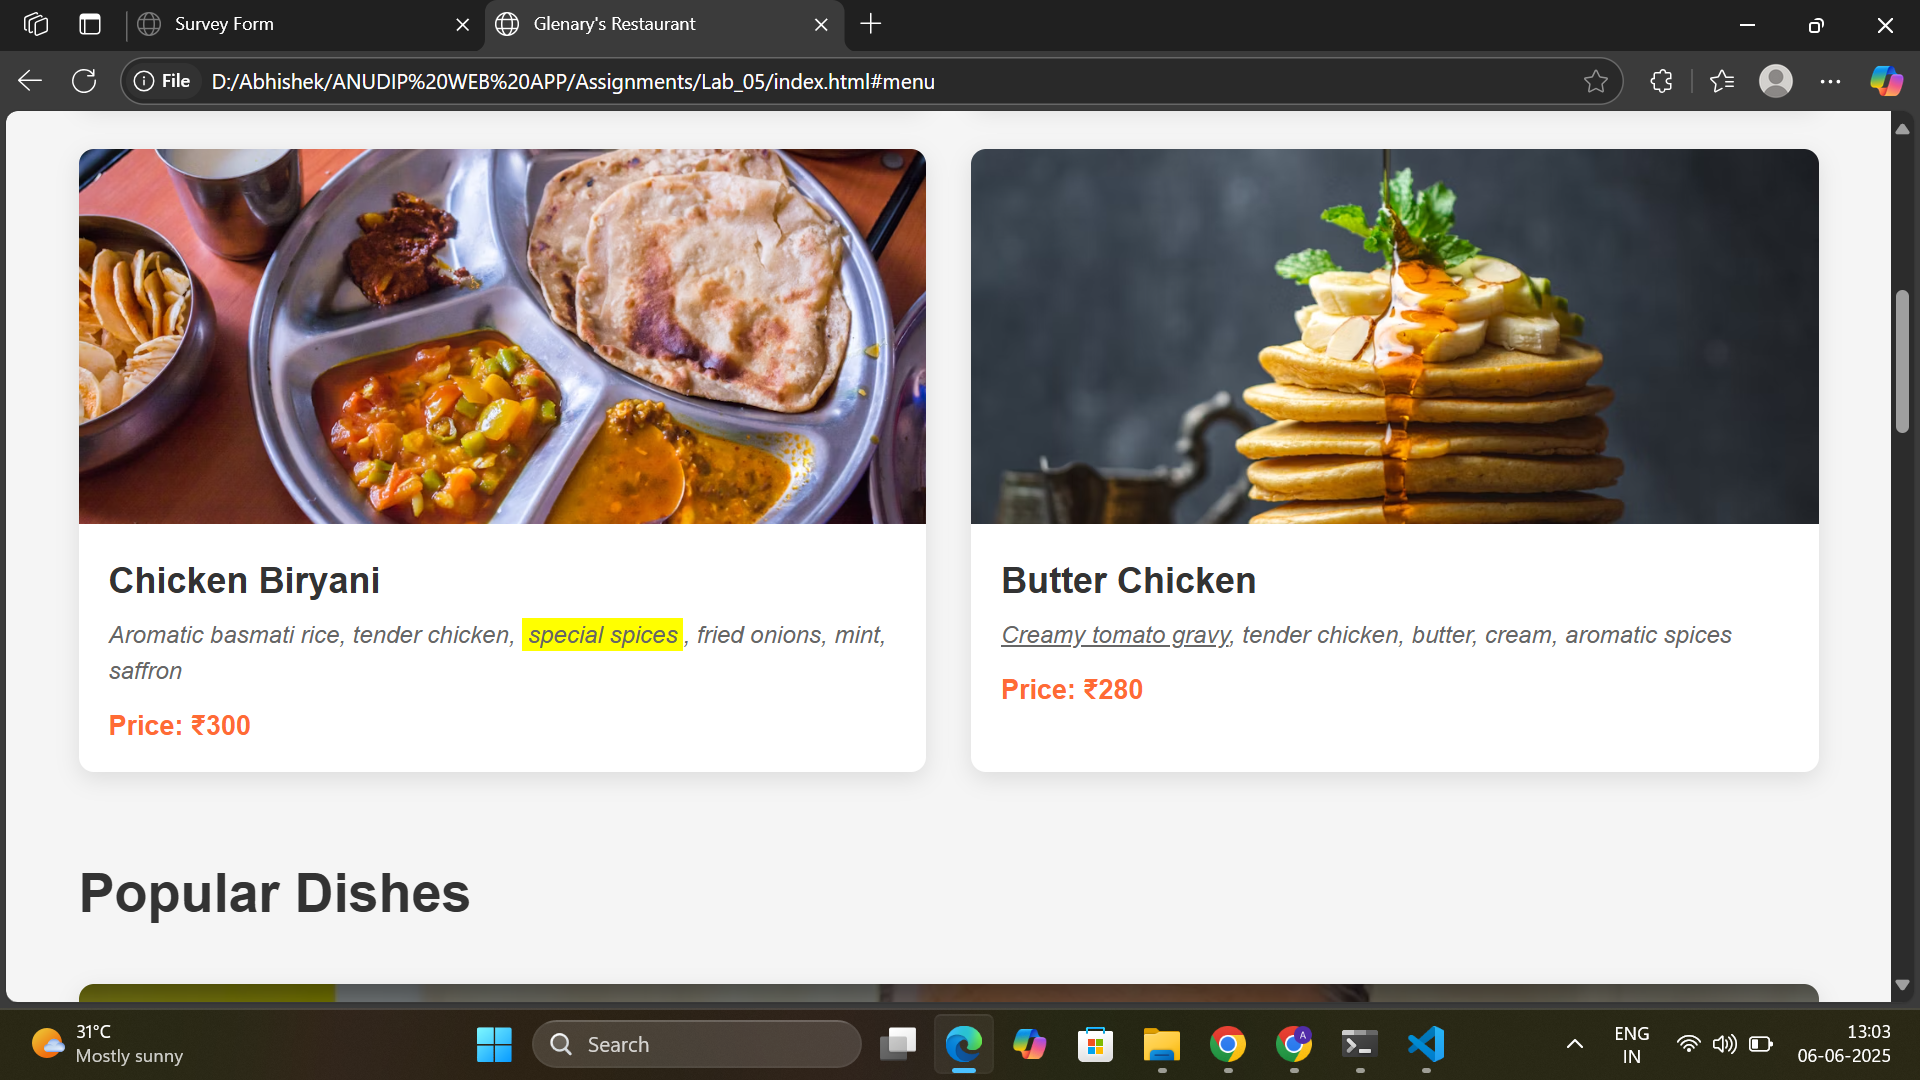 Survey Form
Glenary's Restaurant
File
D:/Abhishek/ANUDIP%20WEB%20APP/Assignments/Lab_05/index.html#menu
Chicken Biryani
Aromatic basmati rice, tender chicken, special spices, fried onions, mint,
saffron
Price: ₹300
Butter Chicken
Creamy tomato gravy, tender chicken, butter, cream, aromatic spices
Price: ₹280
Popular Dishes
31°C
Mostly sunny
Search
A
ENG
IN
13:03
06-06-2025